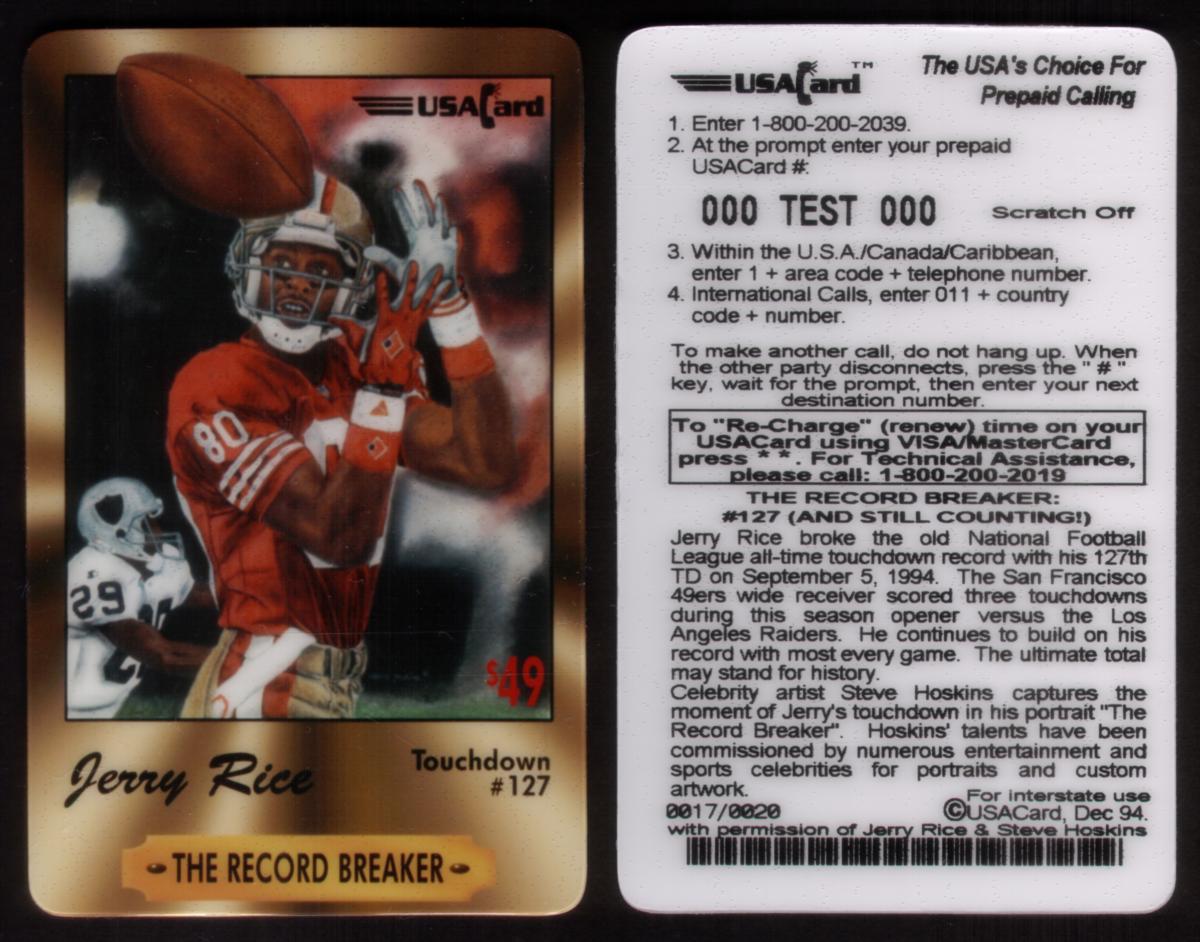 USACard
80
29
$49
Jerry Rice
Touchdown
#127
THE RECORD BREAKER
USACard™
The USA's Choice For
Prepaid Calling
1. Enter 1-800-200-2039.
2. At the prompt enter your prepaid
USACard #:
000 TEST 000
Scratch Off
3. Within the U.S.A./Canada/Caribbean,
enter 1 + area code + telephone number.
4. International Calls, enter 011 + country
code + number.
To make another call, do not hang up. When
the other party disconnects, press the " # "
key, wait for the prompt, then enter your next
destination number.
To "Re-Charge" (renew) time on your
USACard using VISA/MasterCard
press * * . For Technical Assistance,
please call: 1-800-200-2019
THE RECORD BREAKER:
#127 (AND STILL COUNTING!)
Jerry Rice broke the old National Football
League all-time touchdown record with his 127th
TD on September 5, 1994. The San Francisco
49ers wide receiver scored three touchdowns
during this season opener versus the Los
Angeles Raiders. He continues to build on his
record with most every game. The ultimate total
may stand for history.
Celebrity artist Steve Hoskins captures the
moment of Jerry's touchdown in his portrait "The
Record Breaker". Hoskins' talents have been
commissioned by numerous entertainment and
sports celebrities for portraits and custom
artwork.
For interstate use
0017/0020
©USACard, Dec 94.
with permission of Jerry Rice & Steve Hoskins